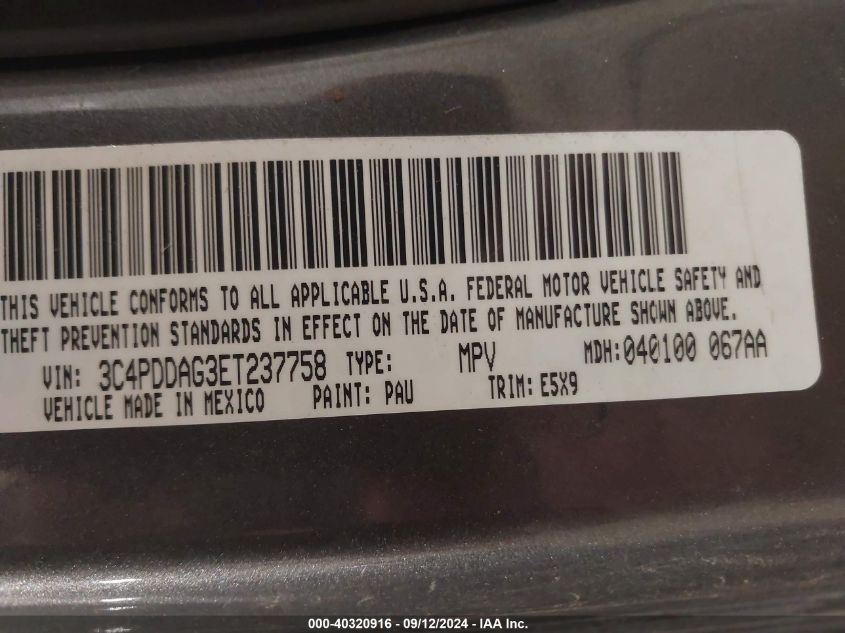 THIS VEHICLE CONFORMS TO ALL APPLICABLE U.S.A. FEDERAL MOTOR VEHICLE SAFETY AND
THEFT PREVENTION STANDARDS IN EFFECT ON THE DATE OF MANUFACTURE SHOWN ABOVE.
VIN: 3C4PDDAG3ET237758 TYPE: MPV MDH:040100 067AA
VEHICLE MADE IN MEXICO PAINT: PAU TRIM: E5X9
000-40320916 - 09/12/2024 - IAA Inc.